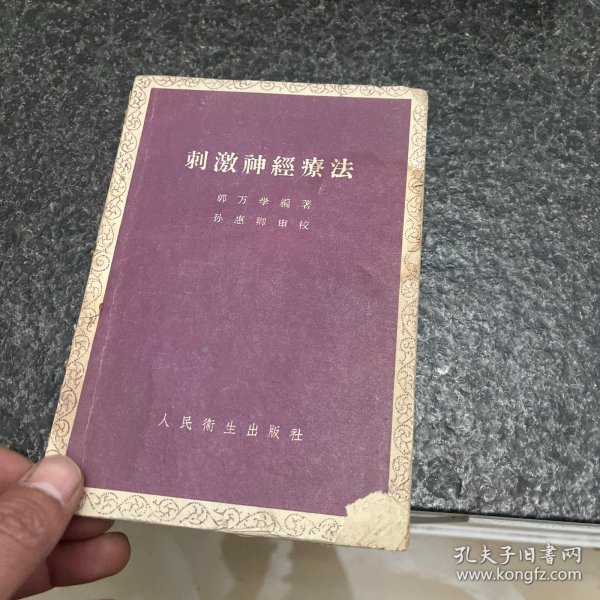 刺激神經療法
郭万学編著
孙惠卿审校
人民衛生出版社
孔夫子旧书网
www.kongfz.com